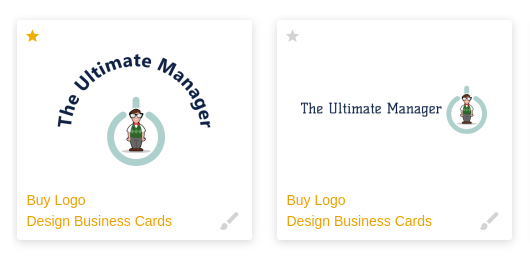 The Ultimate Manager
Buy Logo
Design Business Cards
The Ultimate Manager
Buy Logo
Design Business Cards